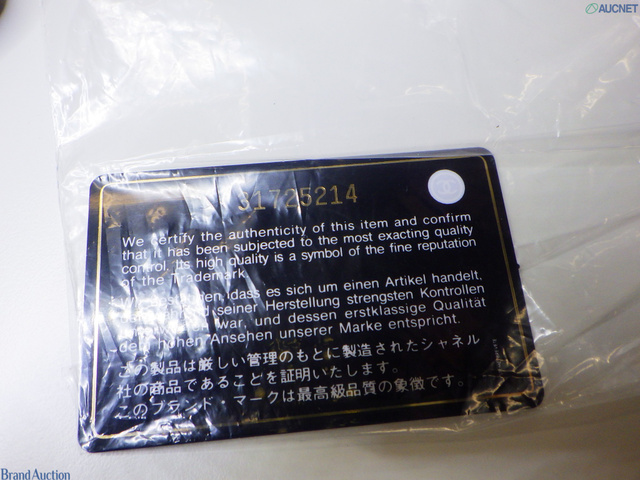 AUCNET
31725214
We certify the authenticity of this item and confirm
that it has been subjected to the most exacting quality
control. Its high quality is a symbol of the fine reputation
of the Trademark.
dass es sich um einen Artikel handelt,
seiner Herstellung strengsten Kontrollen
war, und dessen erstklassige Qualität
dem hohen Ansehen unserer Marke entspricht.
この製品は厳しい管理のもとに製造されたシャネル
社の商品であることを証明いたします。
このブランド・マークは最高級品質の象徴です。
Brand Auction